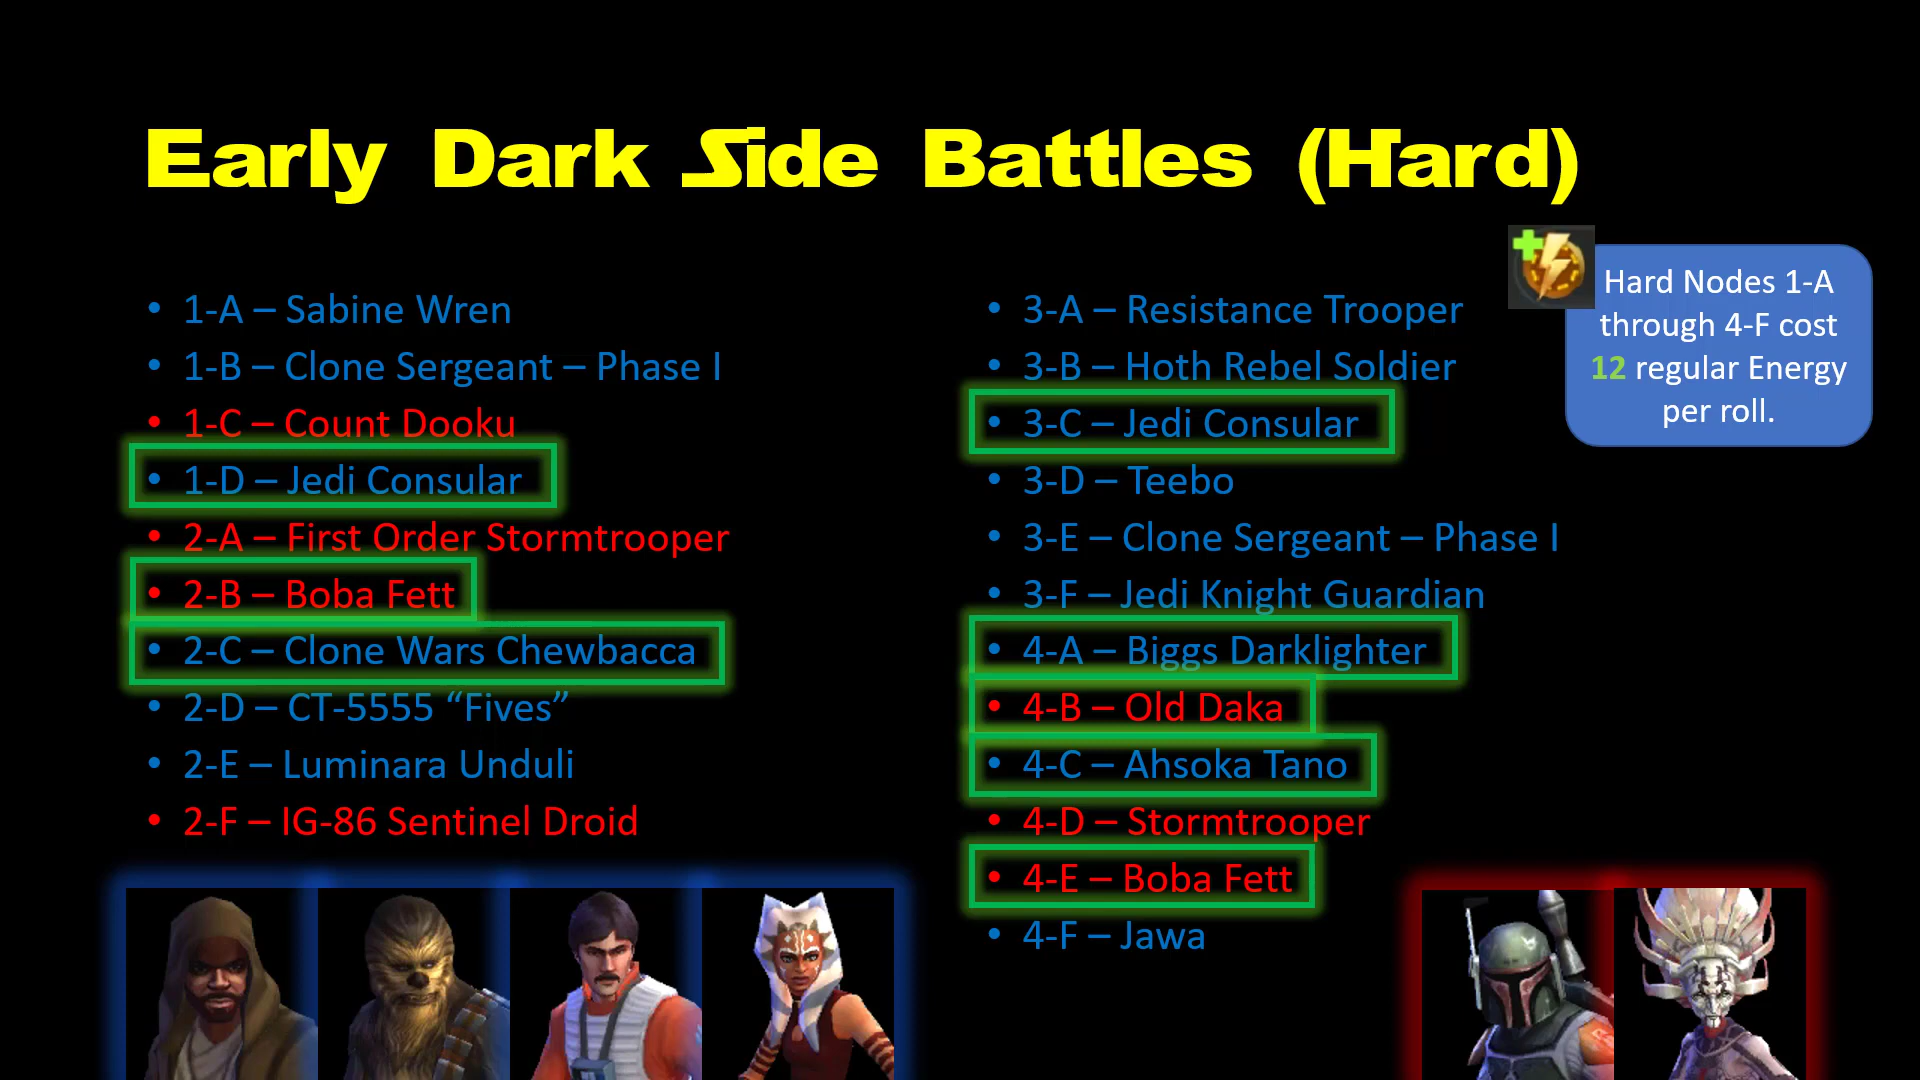 Early Dark Side Battles (Hard)
• 1-A – Sabine Wren
• 1-B – Clone Sergeant – Phase I
• 1-C – Count Dooku
• 1-D – Jedi Consular
• 2-A – First Order Stormtrooper
• 2-B – Boba Fett
• 2-C – Clone Wars Chewbacca
• 2-D – CT-5555 “Fives”
• 2-E – Luminara Unduli
• 2-F – IG-86 Sentinel Droid
• 3-A – Resistance Trooper
• 3-B – Hoth Rebel Soldier
• 3-C – Jedi Consular
• 3-D – Teebo
• 3-E – Clone Sergeant – Phase I
• 3-F – Jedi Knight Guardian
• 4-A – Biggs Darklighter
• 4-B – Old Daka
• 4-C – Ahsoka Tano
• 4-D – Stormtrooper
• 4-E – Boba Fett
• 4-F – Jawa
Hard Nodes 1-A
through 4-F cost
12 regular Energy
per roll.